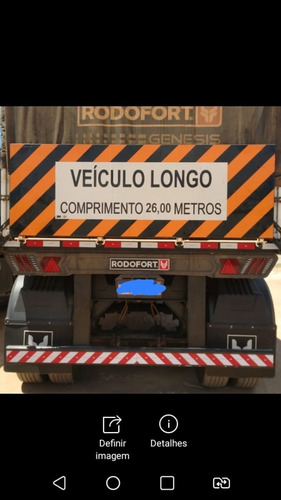 RODOFORT
GENESIS
VEÍCULO LONGO
COMPRIMENTO 26,00 METROS
RODOFORT
Definir imagem
Detalhes